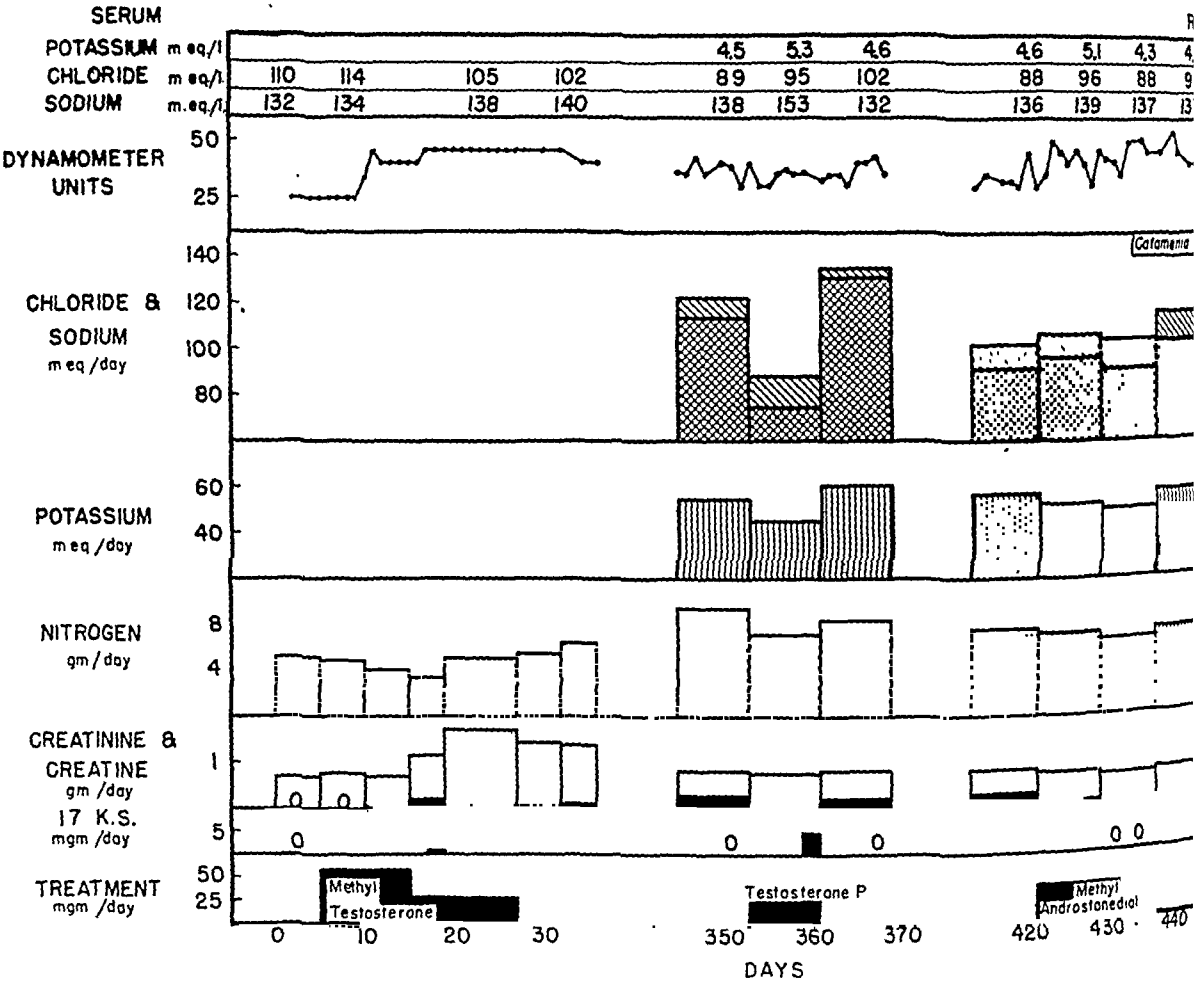 SERUM
POTASSIUM m eq/l 4.5 5.3 4.6 4.6 5.1 4.3
CHLORIDE m eq/l. 110 114 105 102 89 95 102 88 96 88
SODIUM m.eq/l. 132 134 138 140 138 153 132 136 139 137
DYNAMOMETER
UNITS
50
25
Catamenia
CHLORIDE &
SODIUM
m eq/day
140
120
100
80
POTASSIUM
m eq/day
60
40
NITROGEN
gm/day
8
4
CREATININE &
CREATINE
gm/day
1
0 0
17 K.S.
mgm/day
5
0 0 0 0 0
TREATMENT
mgm/day
50
25
Methyl
Testosterone
Testosterone P
Methyl
Androstanediol
0 10 20 30 350 360 370 420 430 440
DAYS